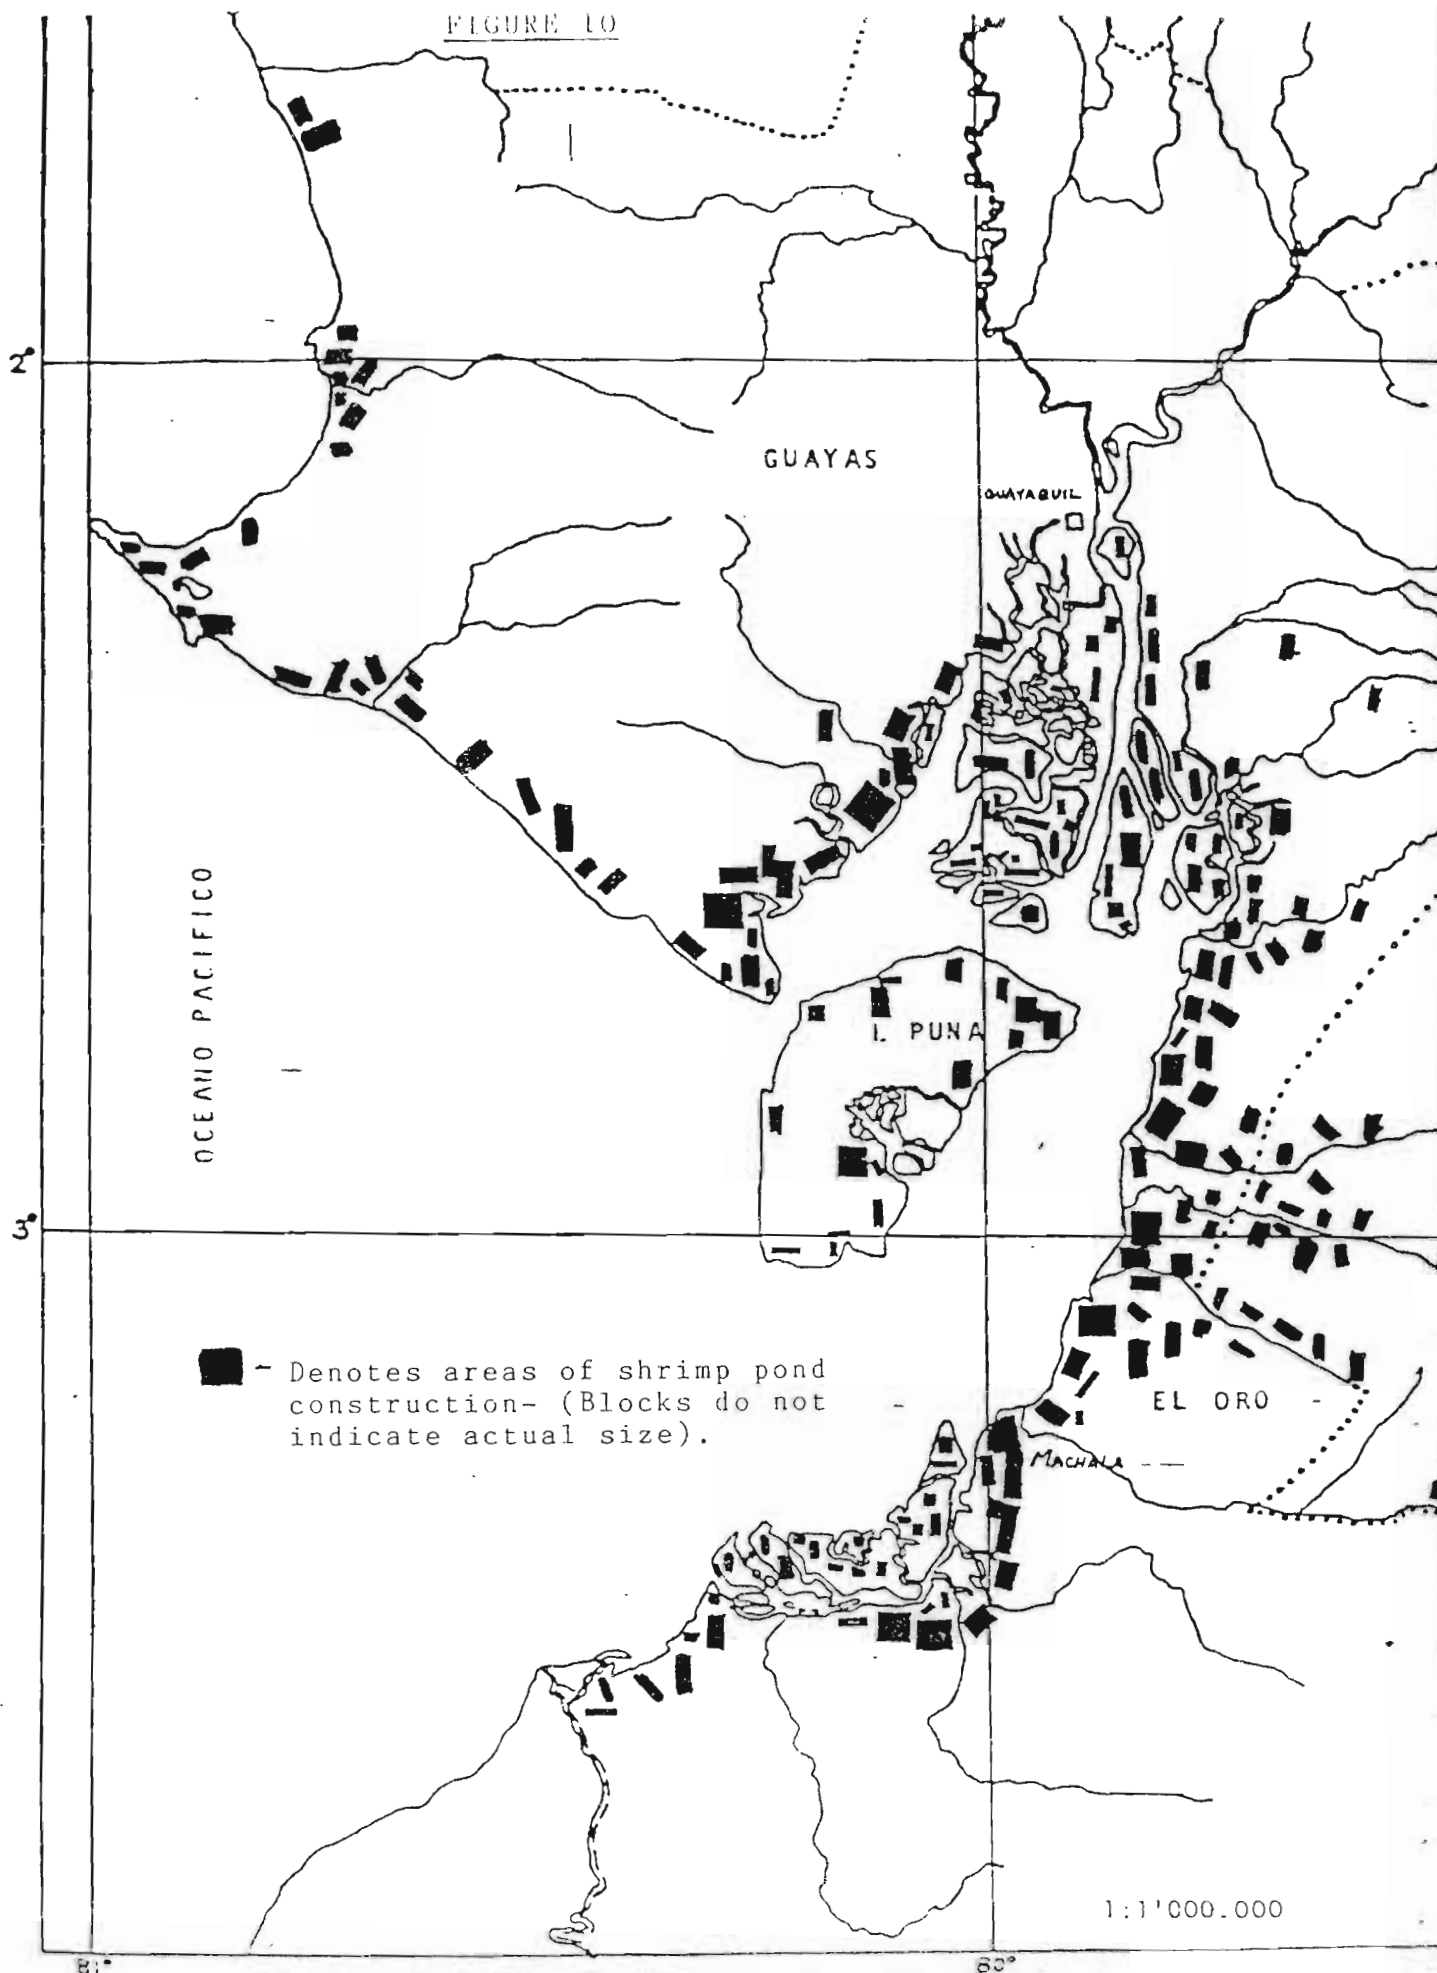 FIGURE 10
2°
GUAYAS
GUAYAQUIL
OCEANO PACIFICO
I. PUNA
3°
- Denotes areas of shrimp pond
construction- (Blocks do not
indicate actual size).
EL ORO
MACHALA
1:1'000.000
81°
80°